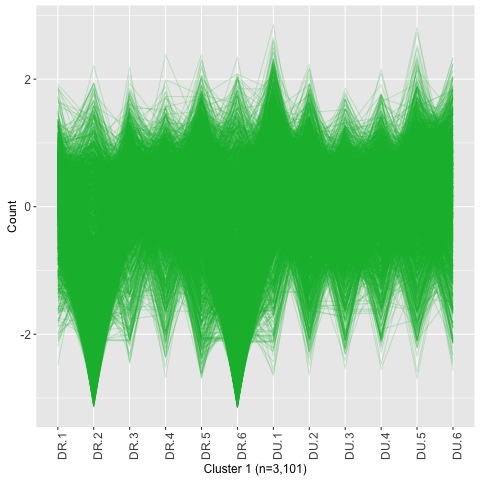 2
0
-2
Count
DR.1
DR.2
DR.3
DR.4
DR.5
DR.6
DU.1
DU.2
DU.3
DU.4
DU.5
DU.6
Cluster 1 (n=3,101)